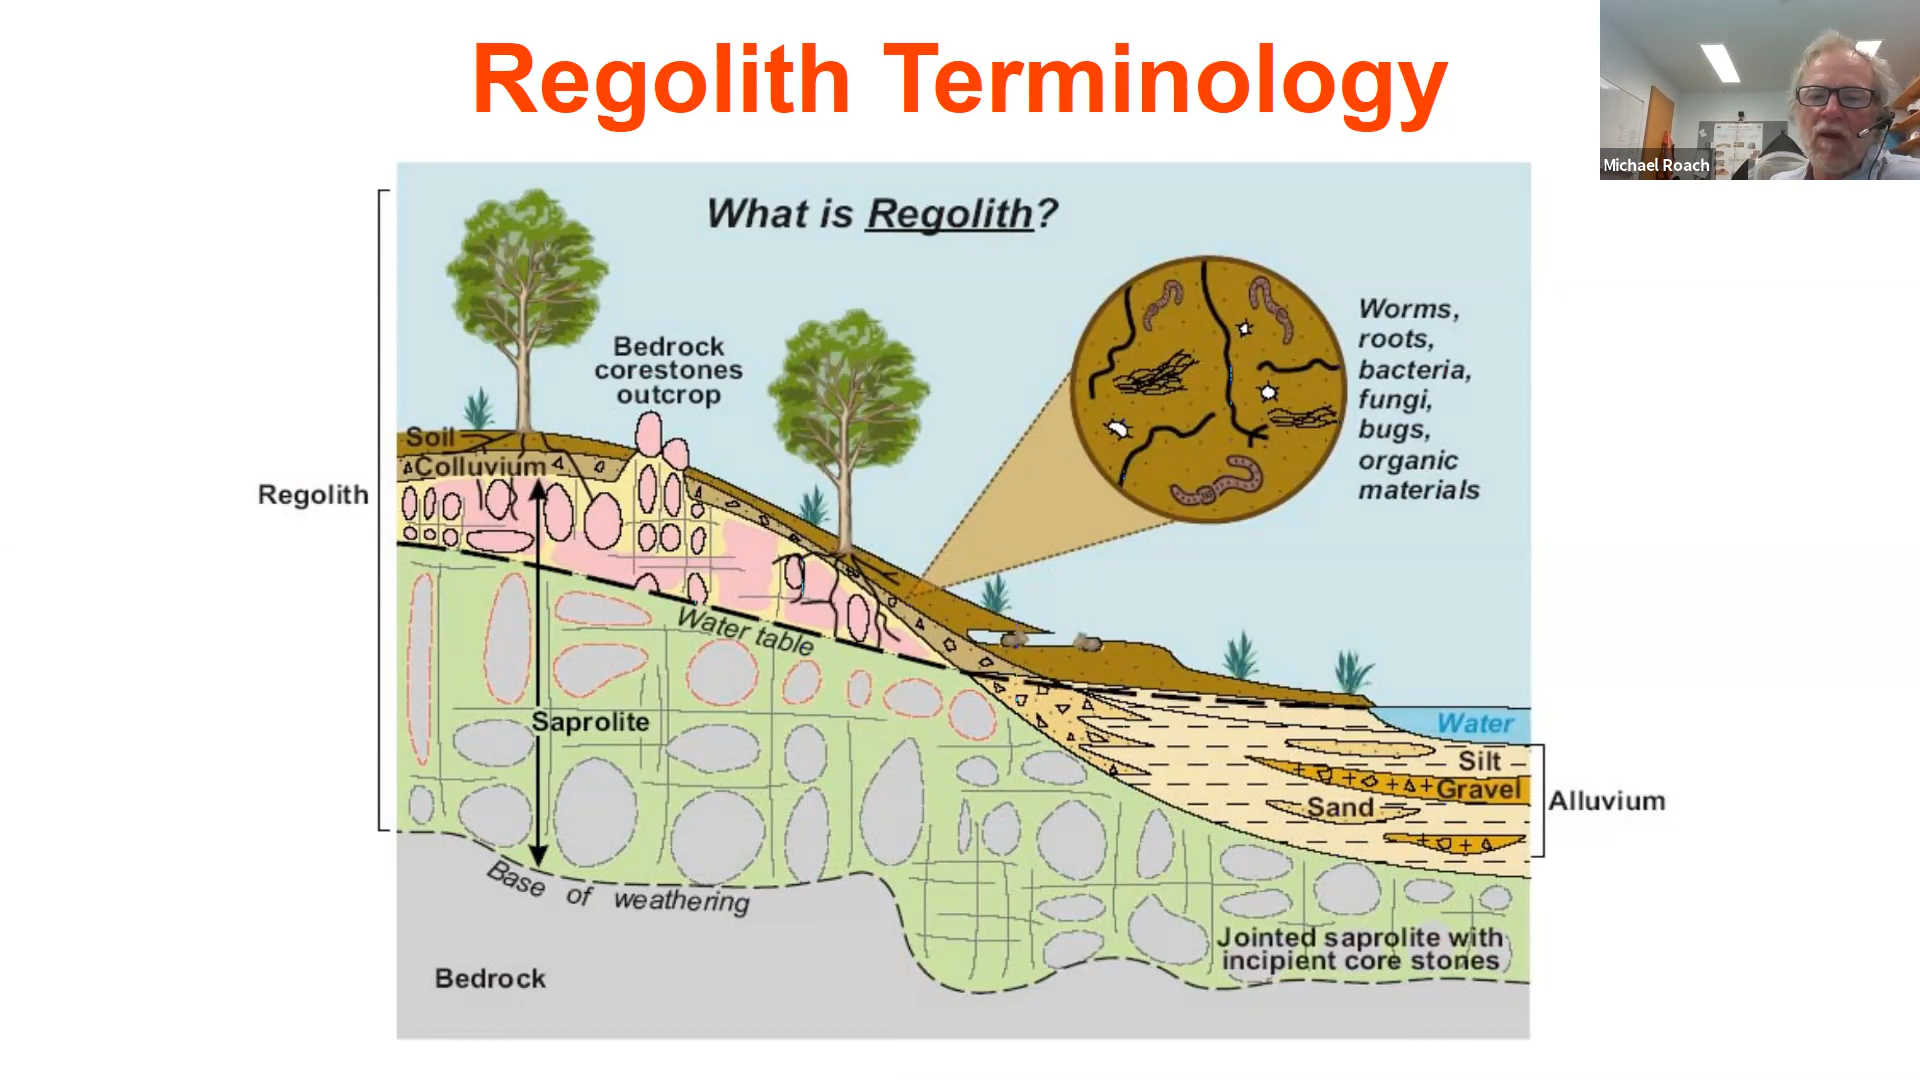 Regolith Terminology
Michael Roach
What is Regolith?
Worms,
roots,
bacteria,
fungi,
bugs,
organic
materials
Bedrock
corestones
outcrop
Soil
Colluvium
Regolith
Water table
Saprolite
Water
Silt
Gravel
Sand
Alluvium
Base of weathering
Jointed saprolite with
incipient core stones
Bedrock